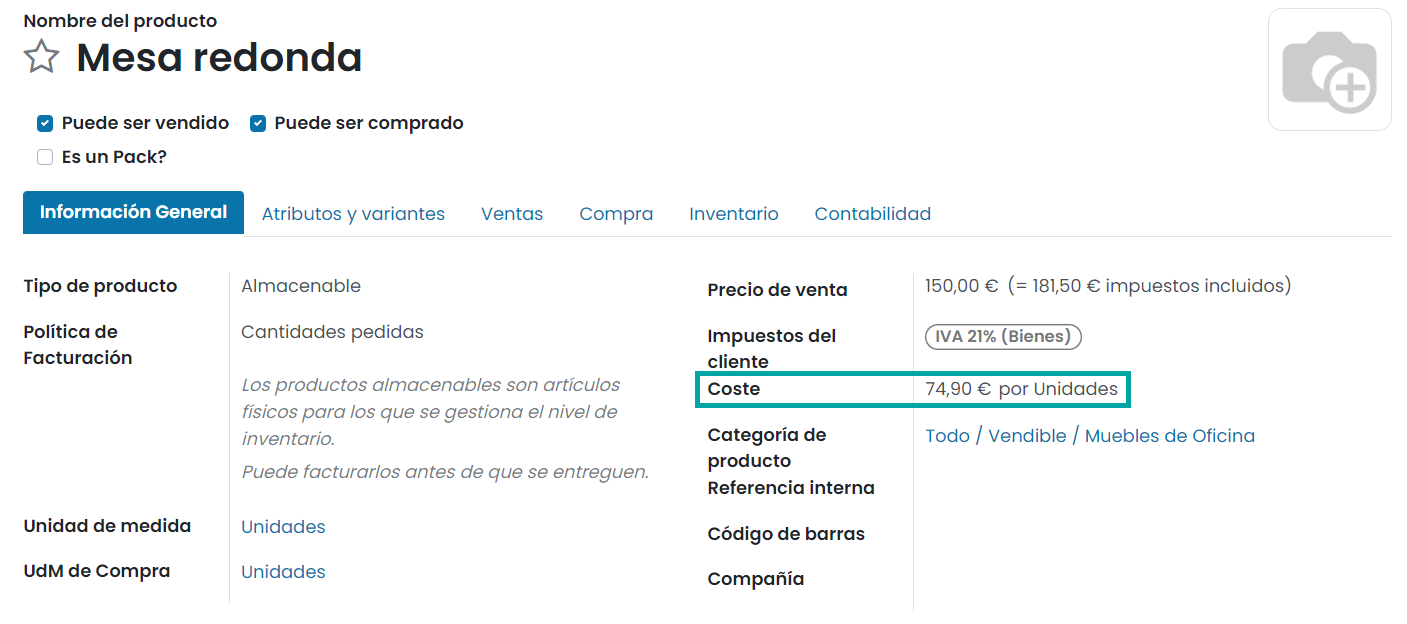 Nombre del producto
Mesa redonda
Puede ser vendido Puede ser comprado
Es un Pack?
Información General Atributos y variantes Ventas Compra Inventario Contabilidad
Tipo de producto Almacenable
Política de Facturación Cantidades pedidas
Los productos almacenables son artículos
físicos para los que se gestiona el nivel de
inventario.
Puede facturarlos antes de que se entreguen.
Unidad de medida Unidades
UdM de Compra Unidades
Precio de venta 150,00 € (= 181,50 € impuestos incluidos)
Impuestos del cliente IVA 21% (Bienes)
Coste 74,90 € por Unidades
Categoría de producto Todo / Vendible / Muebles de Oficina
Referencia interna
Código de barras
Compañía